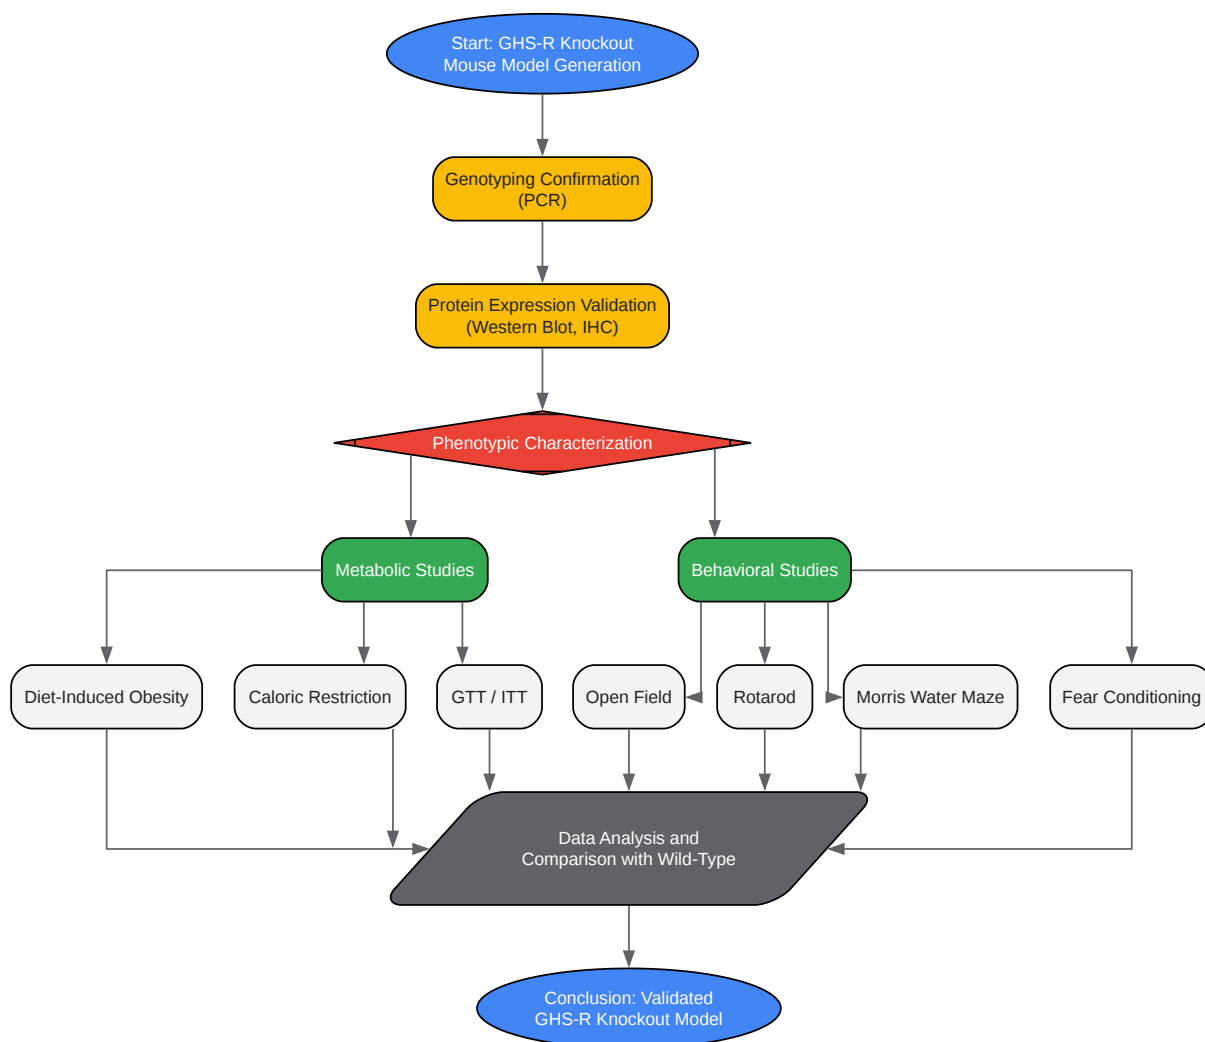 Start: GHS-R Knockout
Mouse Model Generation
Genotyping Confirmation
(PCR)
Protein Expression Validation
(Western Blot, IHC)
Phenotypic Characterization
Metabolic Studies
Behavioral Studies
Diet-Induced Obesity
Caloric Restriction
GTT / ITT
Open Field
Rotarod
Morris Water Maze
Fear Conditioning
Data Analysis and
Comparison with Wild-Type
Conclusion: Validated
GHS-R Knockout Model